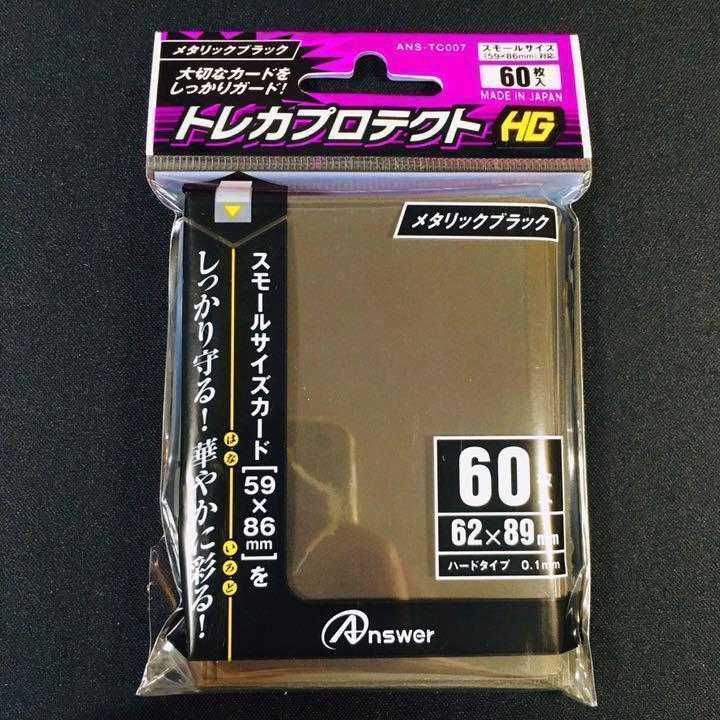 メタリックブラック
ANS-TC007
スモールサイズ
(59×86mm)対応
60枚入
MADE IN JAPAN
大切なカードを
しっかりガード!
トレカプロテクト HG
メタリックブラック
スモールサイズカード[59×86mm]を
しっかり守る!華やかに彩る!
はな
いろど
60枚入
62×89mm
ハードタイプ 0.1mm
Answer